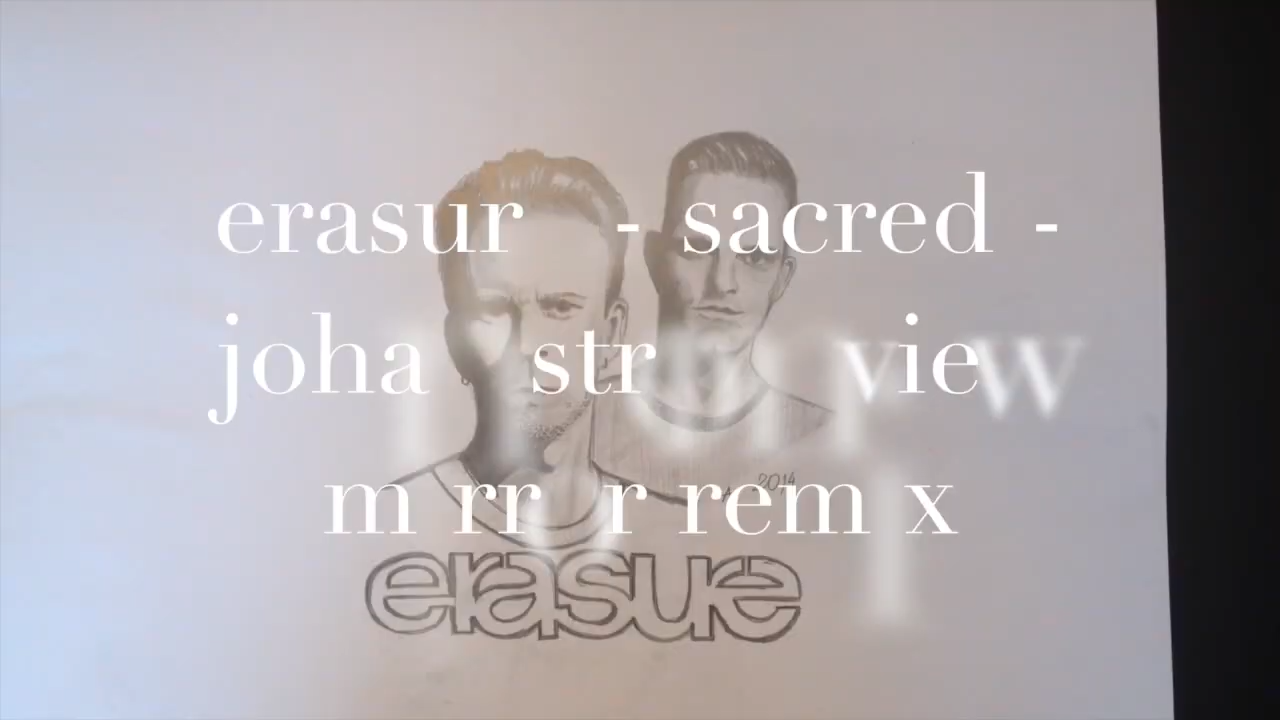 erasur - sacred -
joha str view
m rr r rem x
2014
erasure